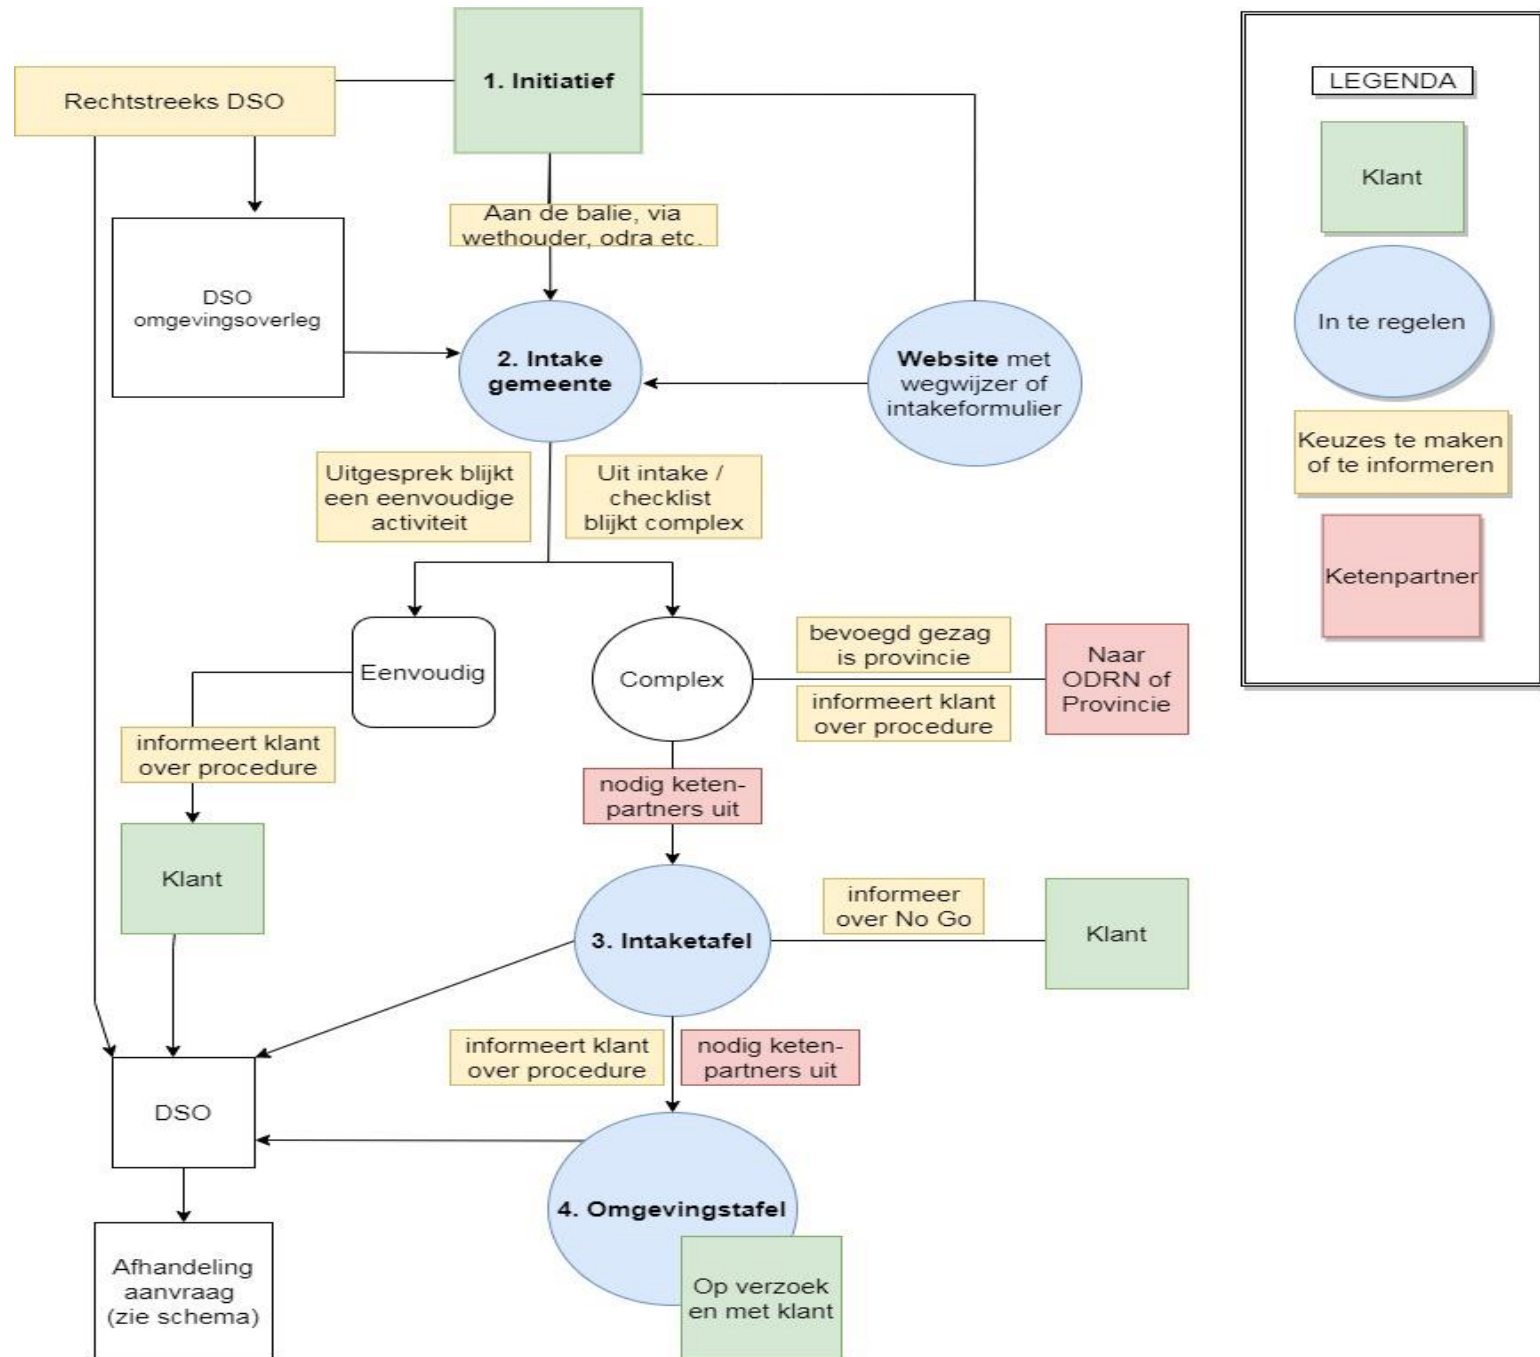 1. Initiatief
Rechtstreeks DSO
Aan de balie, via
wethouder, odra etc.
DSO
omgevingsoverleg
2. Intake
gemeente
Website met
wegwijzer of
intakeformulier
Uitgesprek blijkt
een eenvoudige
activiteit
Uit intake /
checklist
blijkt complex
Eenvoudig
Complex
bevoegd gezag
is provincie
informeert klant
over procedure
Naar
ODRN of
Provincie
informeert klant
over procedure
nodig keten-
partners uit
Klant
3. Intaketafel
informeer
over No Go
Klant
informeert klant
over procedure
nodig keten-
partners uit
DSO
4. Omgevingstafel
Op verzoek
en met klant
Afhandeling
aanvraag
(zie schema)
LEGENDA
Klant
In te regelen
Keuzes te maken
of te informeren
Ketenpartner